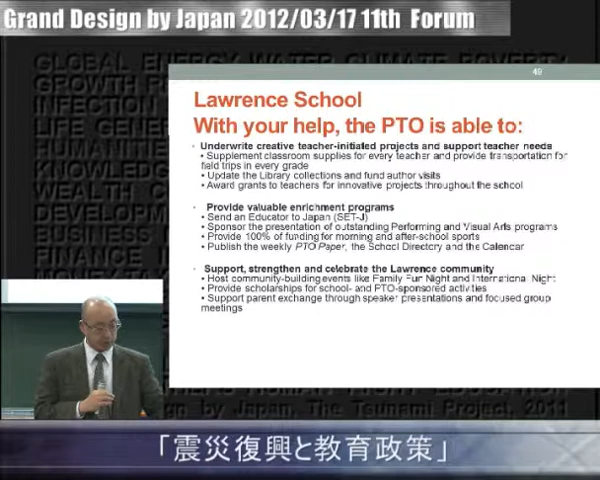 Grand Design by Japan 2012/03/17 11th Forum
49
GLOBAL ENERGY WATER CLIMATE POVERTY
GROWTH
INFECTION
LIFE GENE
HUMANITIE
KNOWLEDG
WEALTH C
DEVELOPM
BUSINESS
FINANCE IN
Lawrence School
With your help, the PTO is able to:
• Underwrite creative teacher-initiated projects and support teacher needs
• Supplement classroom supplies for every teacher and provide transportation for
field trips in every grade
• Update the Library collections and fund author visits
• Award grants to teachers for innovative projects throughout the school
• Provide valuable enrichment programs
• Send an Educator to Japan (SET-J)
• Sponsor the presentation of outstanding Performing and Visual Arts programs
• Provide 100% of funding for morning and after-school sports
• Publish the weekly PTO Paper, the School Directory and the Calendar
• Support, strengthen and celebrate the Lawrence community
• Host community-building events like Family Fun Night and International Night
• Provide scholarships for school- and PTO-sponsored activities
• Support parent exchange through speaker presentations and focused group
meetings
HUMAN RIGHT EDUCATION
by Japan, The Tsunami Project, 2011
「震災復興と教育政策」